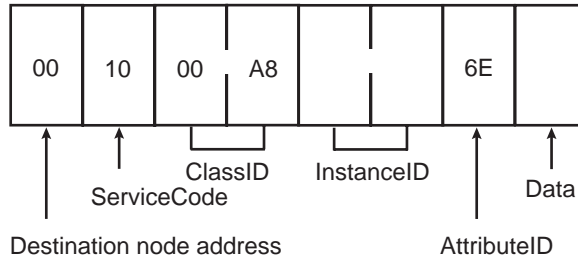 00 10 00 A8 6E
ClassID InstanceID
ServiceCode Data
Destination node address AttributeID